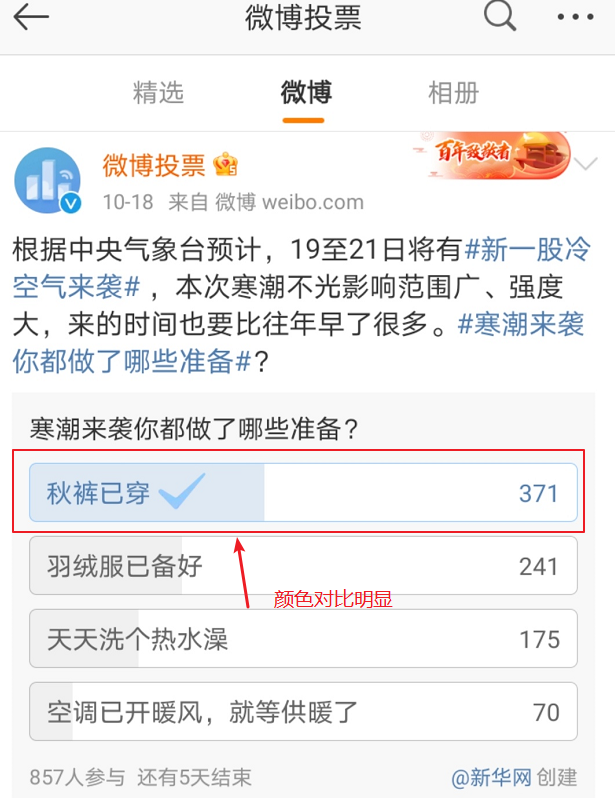 微博投票
精选
微博
相册
微博投票
百年致敬者
10-18 来自 微博 weibo.com
根据中央气象台预计，19至21日将有#新一股冷
空气来袭#，本次寒潮不光影响范围广、强度
大，来的时间也要比往年早了很多。#寒潮来袭
你都做了哪些准备#？
寒潮来袭你都做了哪些准备？
秋裤已穿 371
羽绒服已备好 241
颜色对比明显
天天洗个热水澡 175
空调已开暖风，就等供暖了 70
857人参与 还有5天结束 @新华网 创建